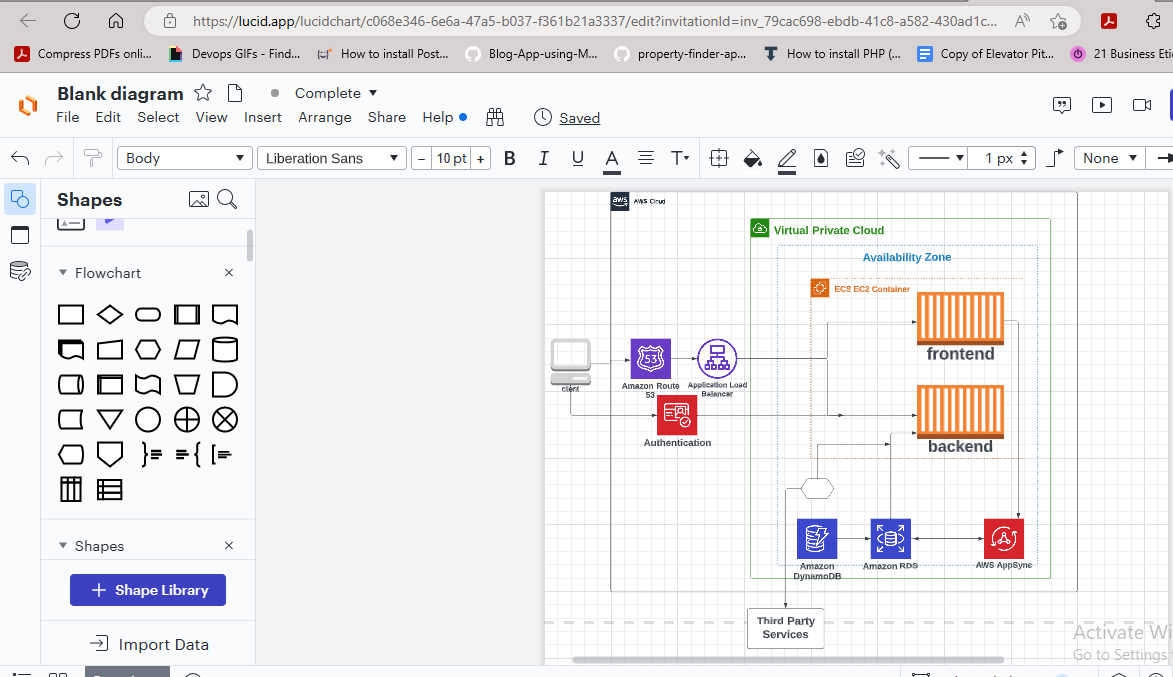 https://lucid.app/lucidchart/c068e346-6e6a-47a5-b037-f361b21a3337/edit?invitationId=inv_79cac698-ebdb-41c8-a582-430ad1c...
Compress PDFs onli... Devops GIFs - Find... How to install Post... Blog-App-using-M... property-finder-ap... How to install PHP (... Copy of Elevator Pit... 21 Business Eti
Blank diagram Complete
File Edit Select View Insert Arrange Share Help Saved
Body Liberation Sans - 10 pt + B I U A T 1 px None
Shapes
Flowchart
Shapes
+ Shape Library
Import Data
aws AWS Cloud
Virtual Private Cloud
Availability Zone
ECS EC2 Container
frontend
client
53
Amazon Route
53
Application Load
Balancer
Authentication
backend
Amazon
DynamoDB
Amazon RDS
AWS AppSync
Third Party
Services
Activate Wi
Go to Settings